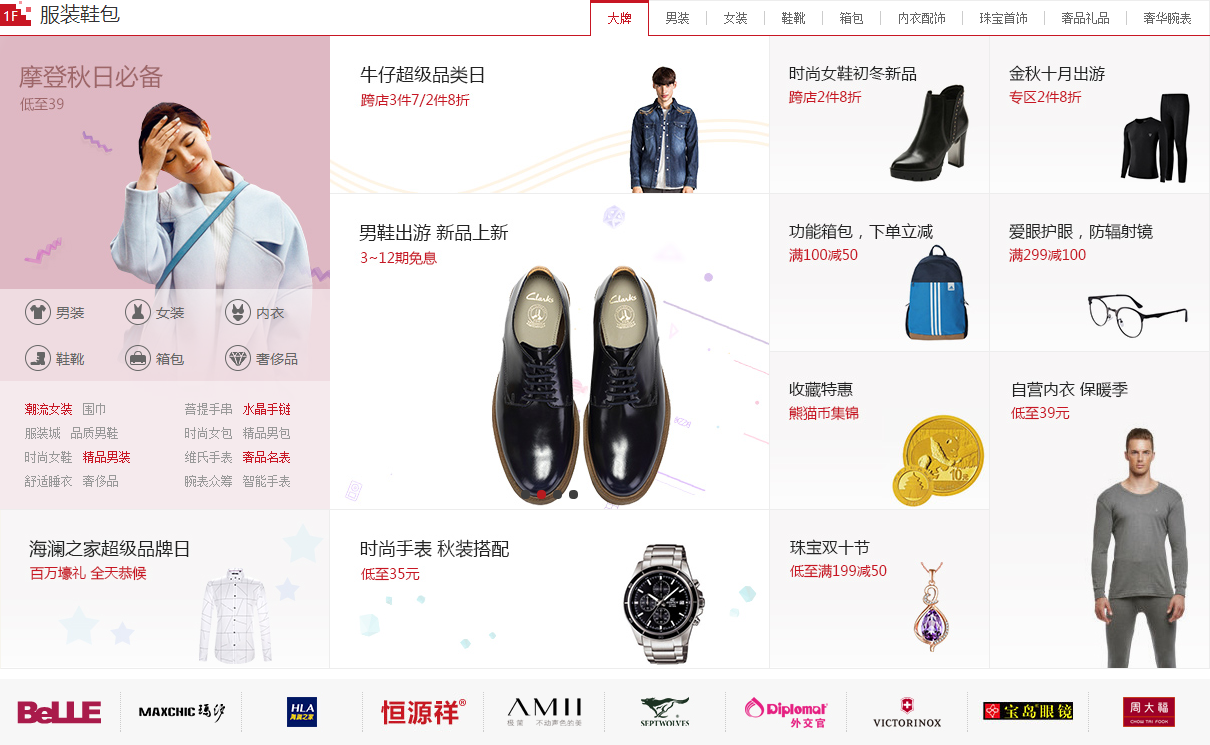 1F 服装鞋包
大牌 男装 女装 鞋靴 箱包 内衣配饰 珠宝首饰 奢品礼品 奢华腕表
摩登秋日必备
低至39
男装 女装 内衣
鞋靴 箱包 奢侈品
潮流女装 围巾 菩提手串 水晶手链
服装城 品质男鞋 时尚女包 精品男包
时尚女鞋 精品男装 维氏手表 奢品名表
舒适睡衣 奢侈品 腕表众筹 智能手表
海澜之家超级品牌日
百万壕礼 全天恭候
牛仔超级品类日
跨店3件7/2件8折
男鞋出游 新品上新
3~12期免息
Clarks Clarks
时尚手表 秋装搭配
低至35元
时尚女鞋初冬新品
跨店2件8折
金秋十月出游
专区2件8折
功能箱包，下单立减
满100减50
爱眼护眼，防辐射镜
满299减100
收藏特惠
熊猫币集锦
10元
自营内衣 保暖季
低至39元
珠宝双十节
低至满199减50
BeLLE
MAXCHIC 玛汐
HLA
海澜之家
恒源祥®
AMII
极简 不动声色的美
SEPTWOLVES
Diplomat
外交官
VICTORINOX
宝岛眼镜
周大福
CHOW TAI FOOK